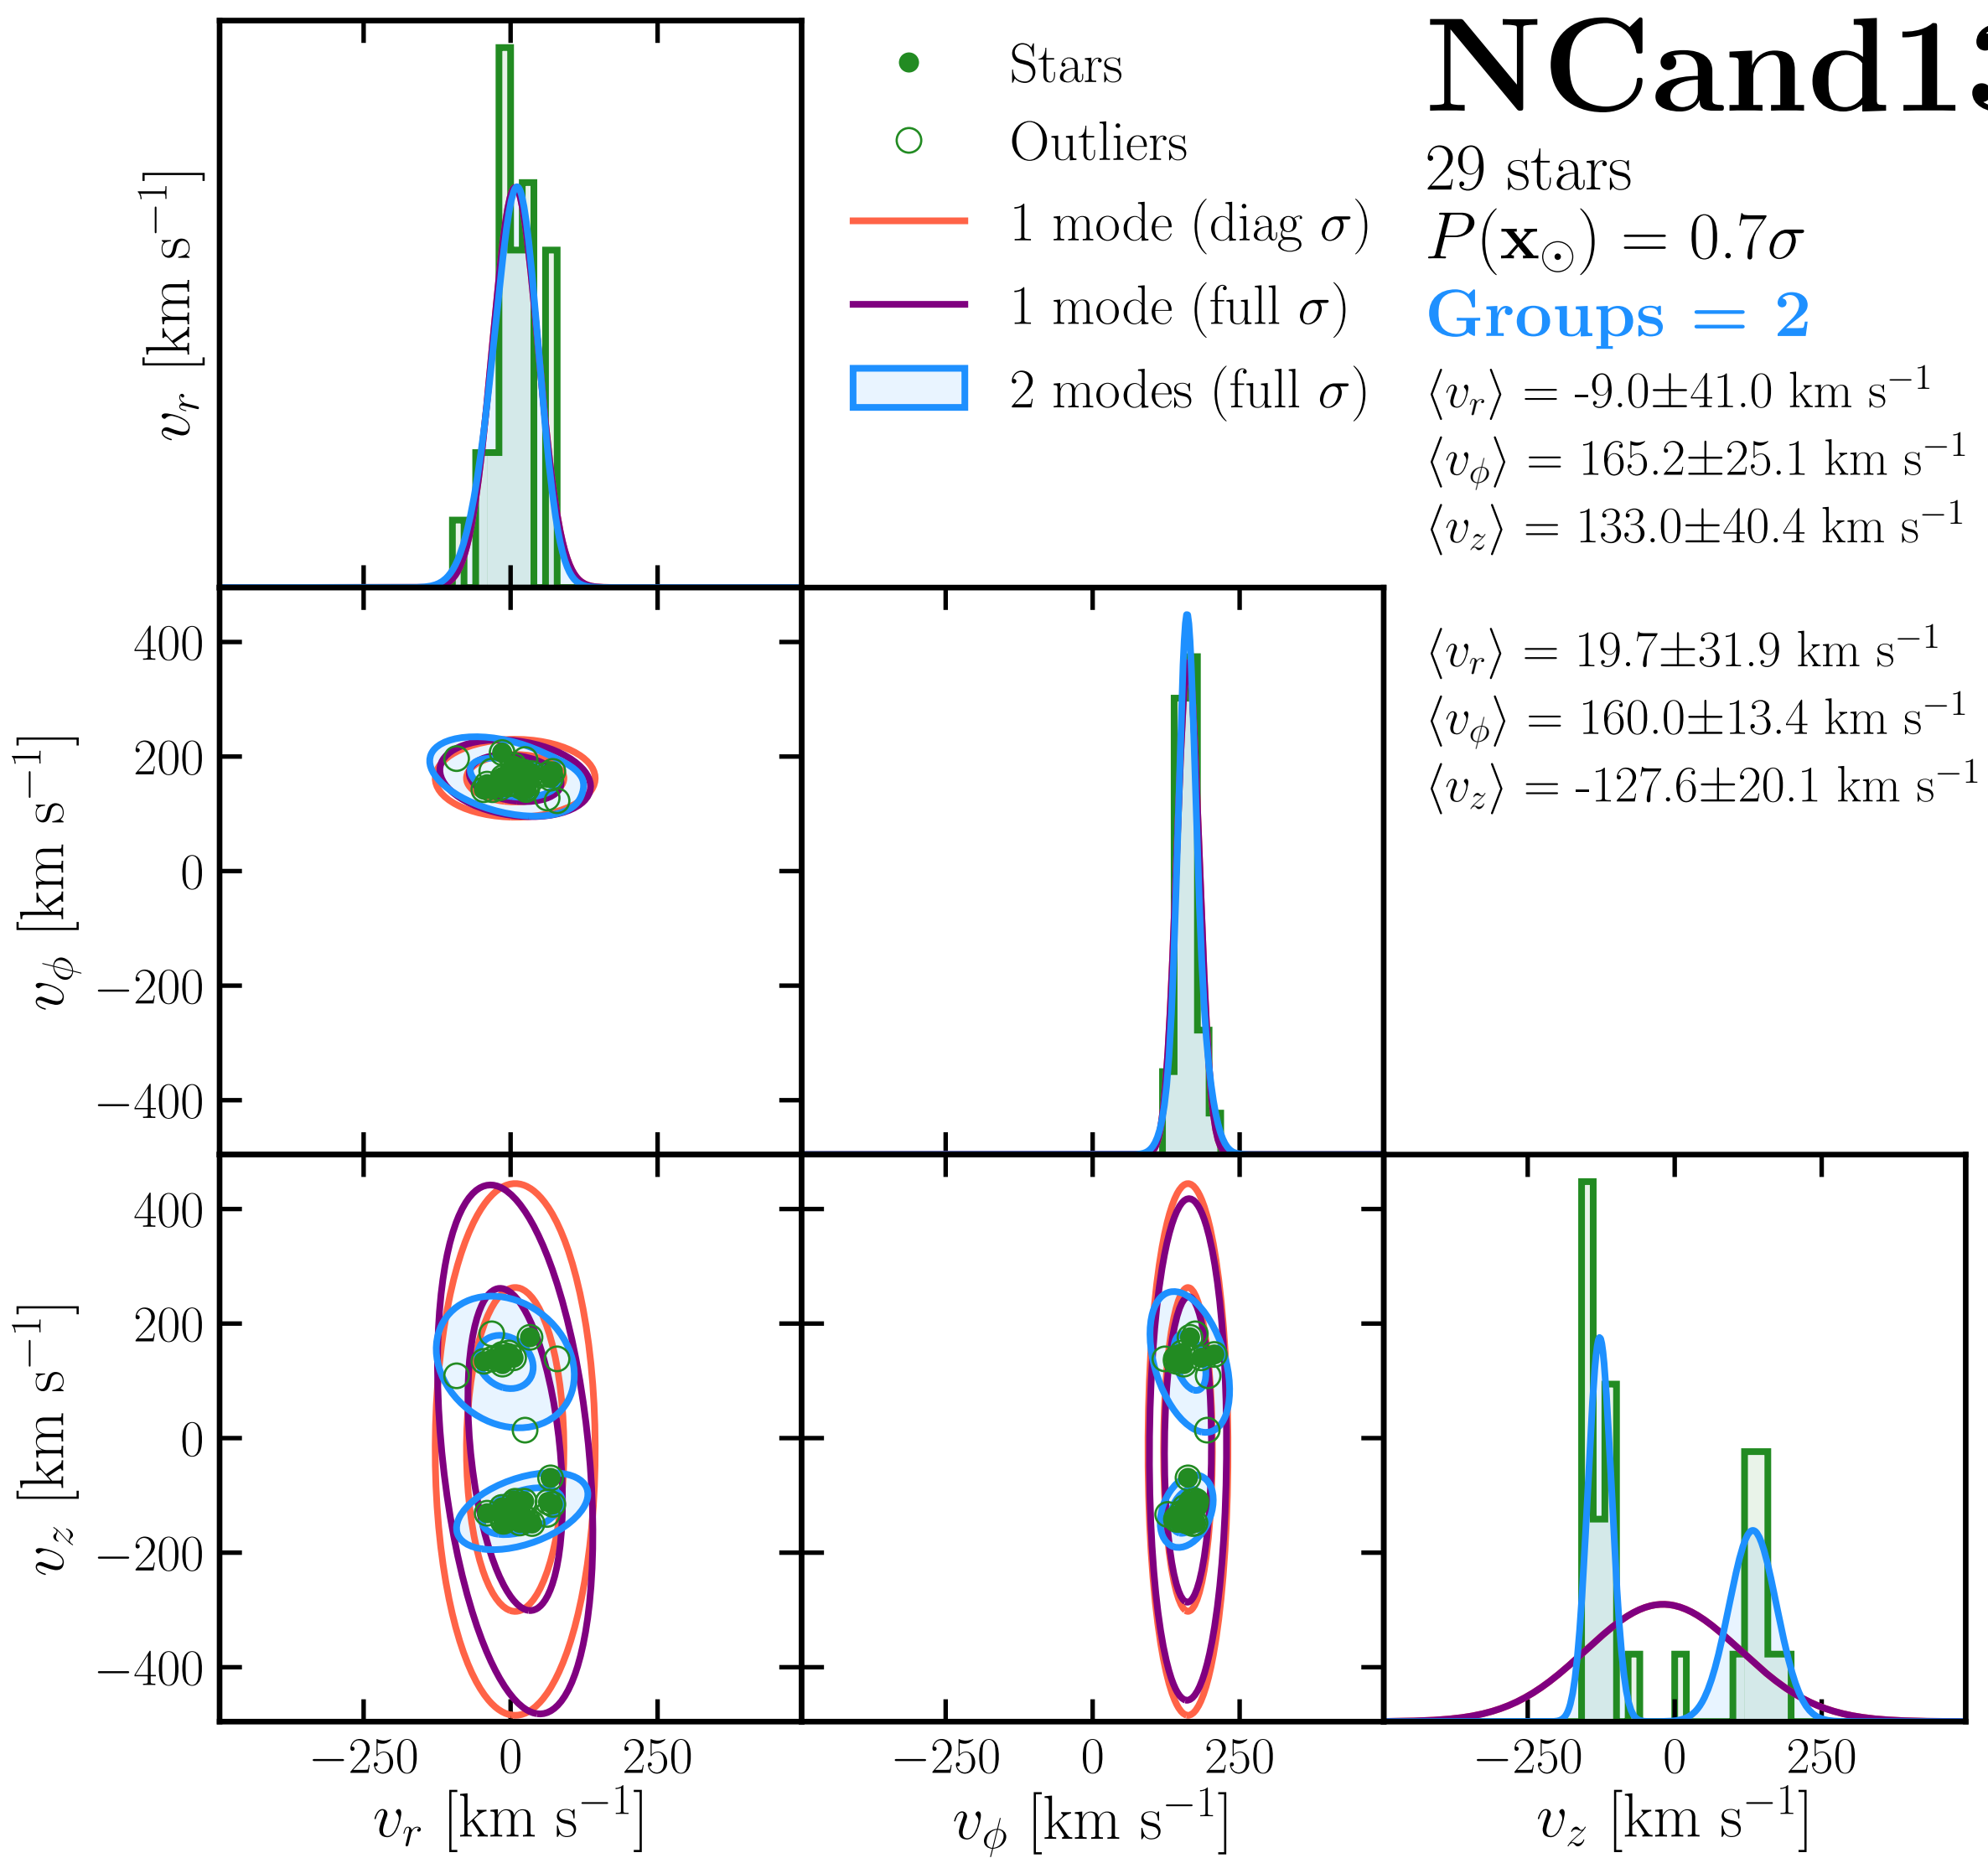 NCand13
29 stars
P(x⊙) = 0.7σ
Groups = 2
⟨v_r⟩ = -9.0±41.0 km s⁻¹
⟨v_ϕ⟩ = 165.2±25.1 km s⁻¹
⟨v_z⟩ = 133.0±40.4 km s⁻¹
⟨v_r⟩ = 19.7±31.9 km s⁻¹
⟨v_ϕ⟩ = 160.0±13.4 km s⁻¹
⟨v_z⟩ = -127.6±20.1 km s⁻¹
Stars
Outliers
1 mode (diag σ)
1 mode (full σ)
2 modes (full σ)
v_r [km s⁻¹]
v_ϕ [km s⁻¹]
400
200
0
−200
−400
v_z [km s⁻¹]
400
200
0
−200
−400
−250 0 250
−250 0 250
−250 0 250
v_r [km s⁻¹]
v_ϕ [km s⁻¹]
v_z [km s⁻¹]